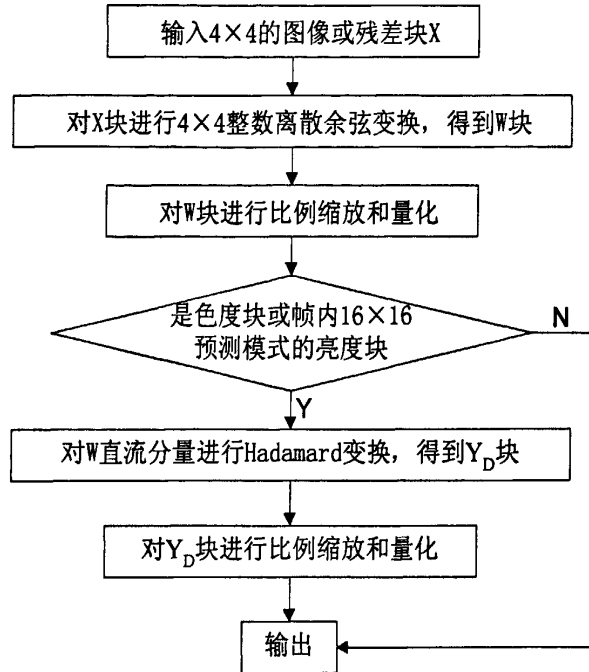 输入4×4的图像或残差块X
对X块进行4×4整数离散余弦变换，得到W块
对W块进行比例缩放和量化
是色度块或帧内16×16
预测模式的亮度块
N
Y
对W直流分量进行Hadamard变换，得到Y_D块
对Y_D块进行比例缩放和量化
输出